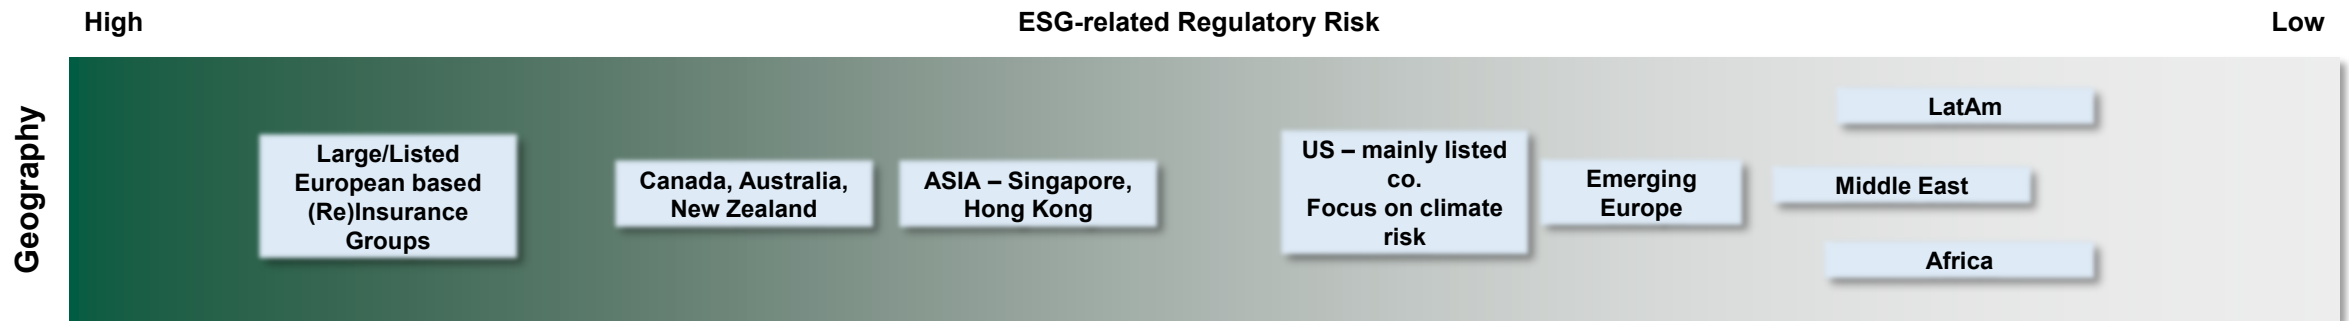 High
ESG-related Regulatory Risk
Low
Geography
Large/Listed
European based
(Re)Insurance
Groups
Canada, Australia,
New Zealand
ASIA – Singapore,
Hong Kong
US – mainly listed
co.
Focus on climate
risk
Emerging
Europe
LatAm
Middle East
Africa